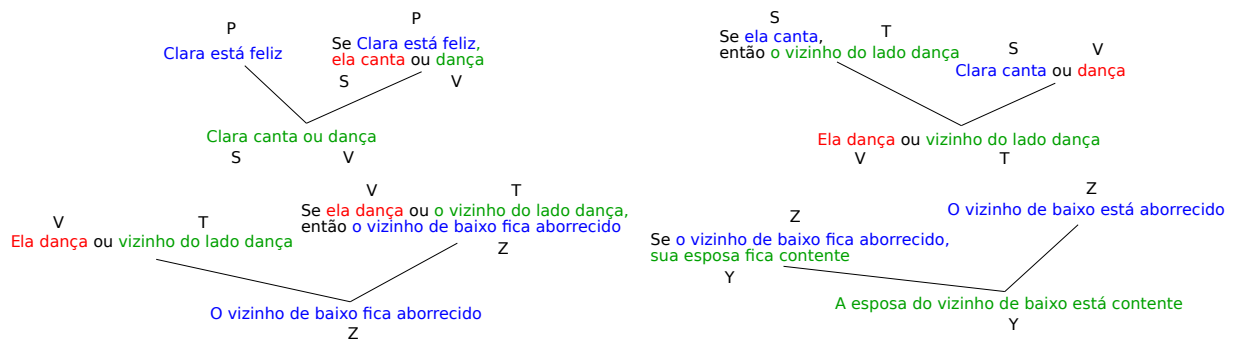 P
Clara está feliz
P
Se Clara está feliz,
ela canta ou dança
S V
Clara canta ou dança
S V
S
Se ela canta,
T
então o vizinho do lado dança
S V
Clara canta ou dança
Ela dança ou vizinho do lado dança
V T
V T
Ela dança ou vizinho do lado dança
V T
Se ela dança ou o vizinho do lado dança,
então o vizinho de baixo fica aborrecido
Z
O vizinho de baixo fica aborrecido
Z
Z
Se o vizinho de baixo fica aborrecido,
sua esposa fica contente
Y
Z
O vizinho de baixo está aborrecido
A esposa do vizinho de baixo está contente
Y